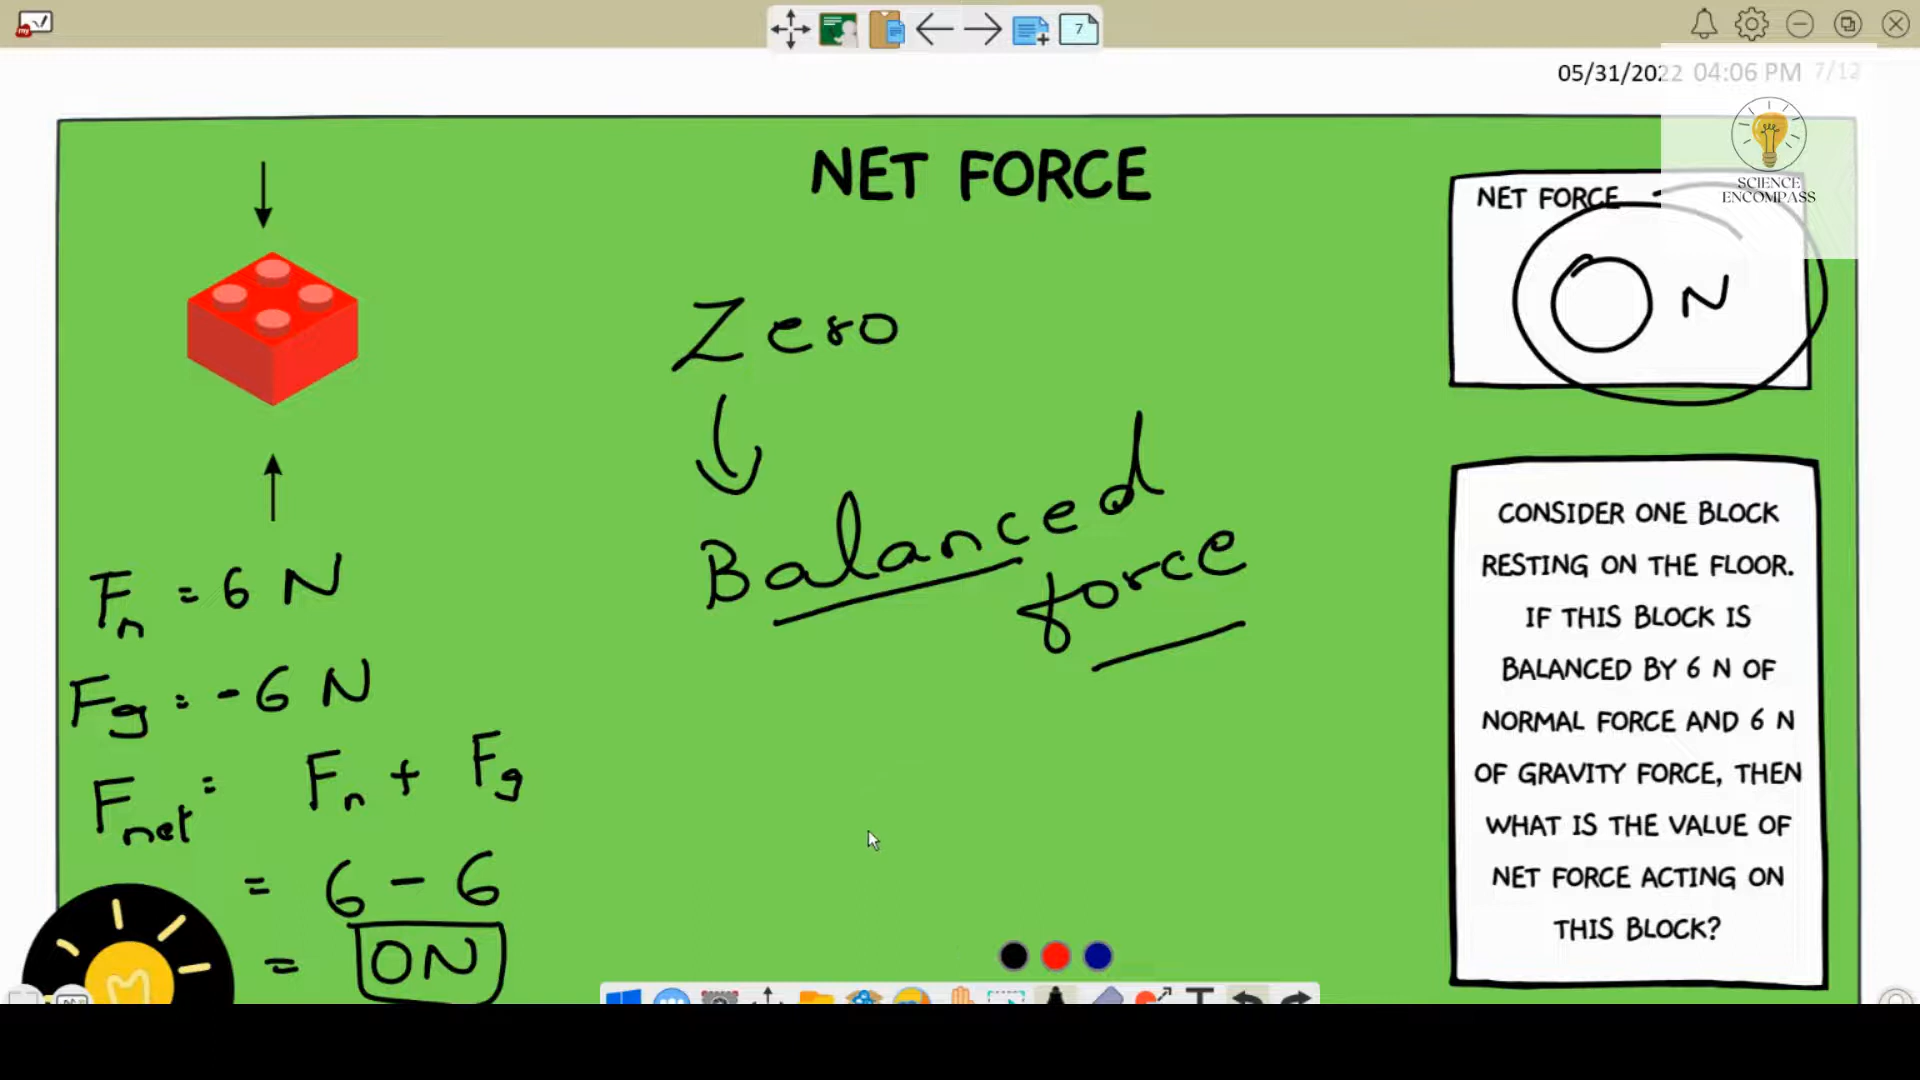 7
05/31/2022 04:06 PM 7/12
SCIENCE
ENCOMPASS
NET FORCE
NET FORCE -
0 N
Zero
Balanced
force
Fn = 6 N
Fg = -6 N
Fnet = Fn + Fg
= 6 - 6
= 0N
CONSIDER ONE BLOCK
RESTING ON THE FLOOR.
IF THIS BLOCK IS
BALANCED BY 6 N OF
NORMAL FORCE AND 6 N
OF GRAVITY FORCE, THEN
WHAT IS THE VALUE OF
NET FORCE ACTING ON
THIS BLOCK?